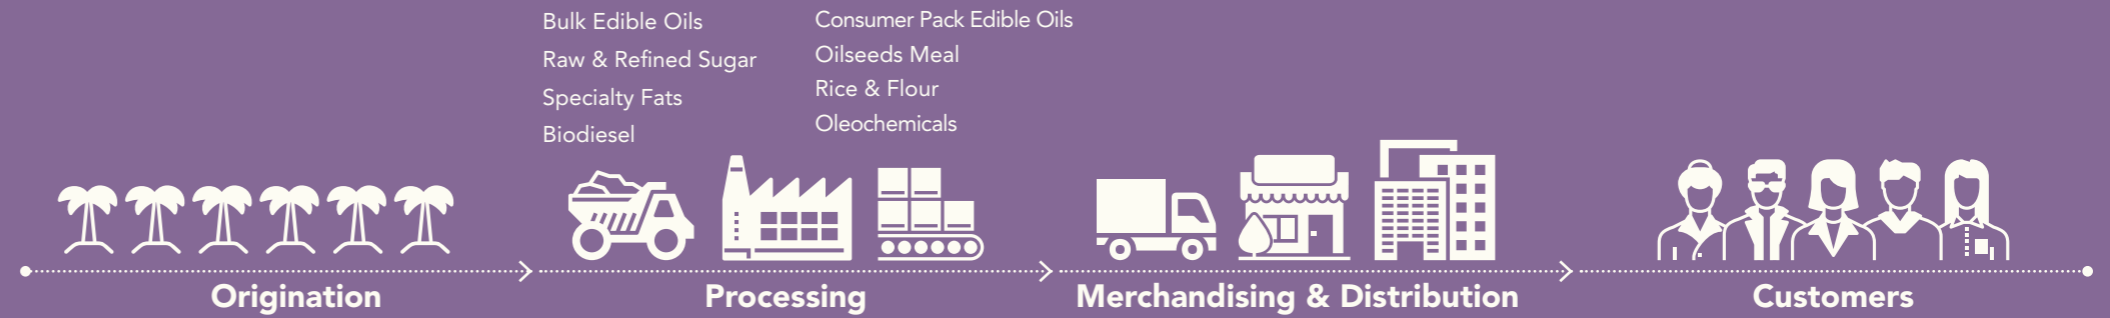 Bulk Edible Oils
Raw & Refined Sugar
Specialty Fats
Biodiesel
Consumer Pack Edible Oils
Oilseeds Meal
Rice & Flour
Oleochemicals
Origination
Processing
Merchandising & Distribution
Customers